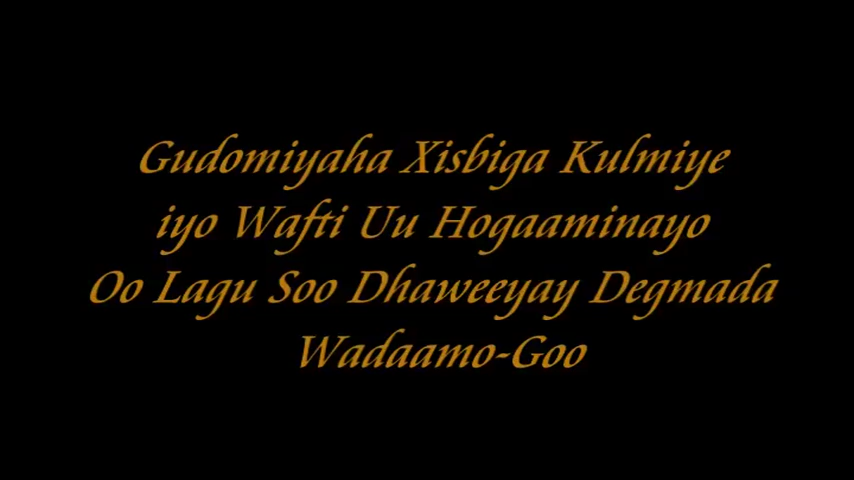 Gudomiyaha Xisbiga Kulmiye
iyo Wafti Uu Hogaaminayo
Oo Lagu Soo Dhaweeyay Degmada
Wadaamo-Goo